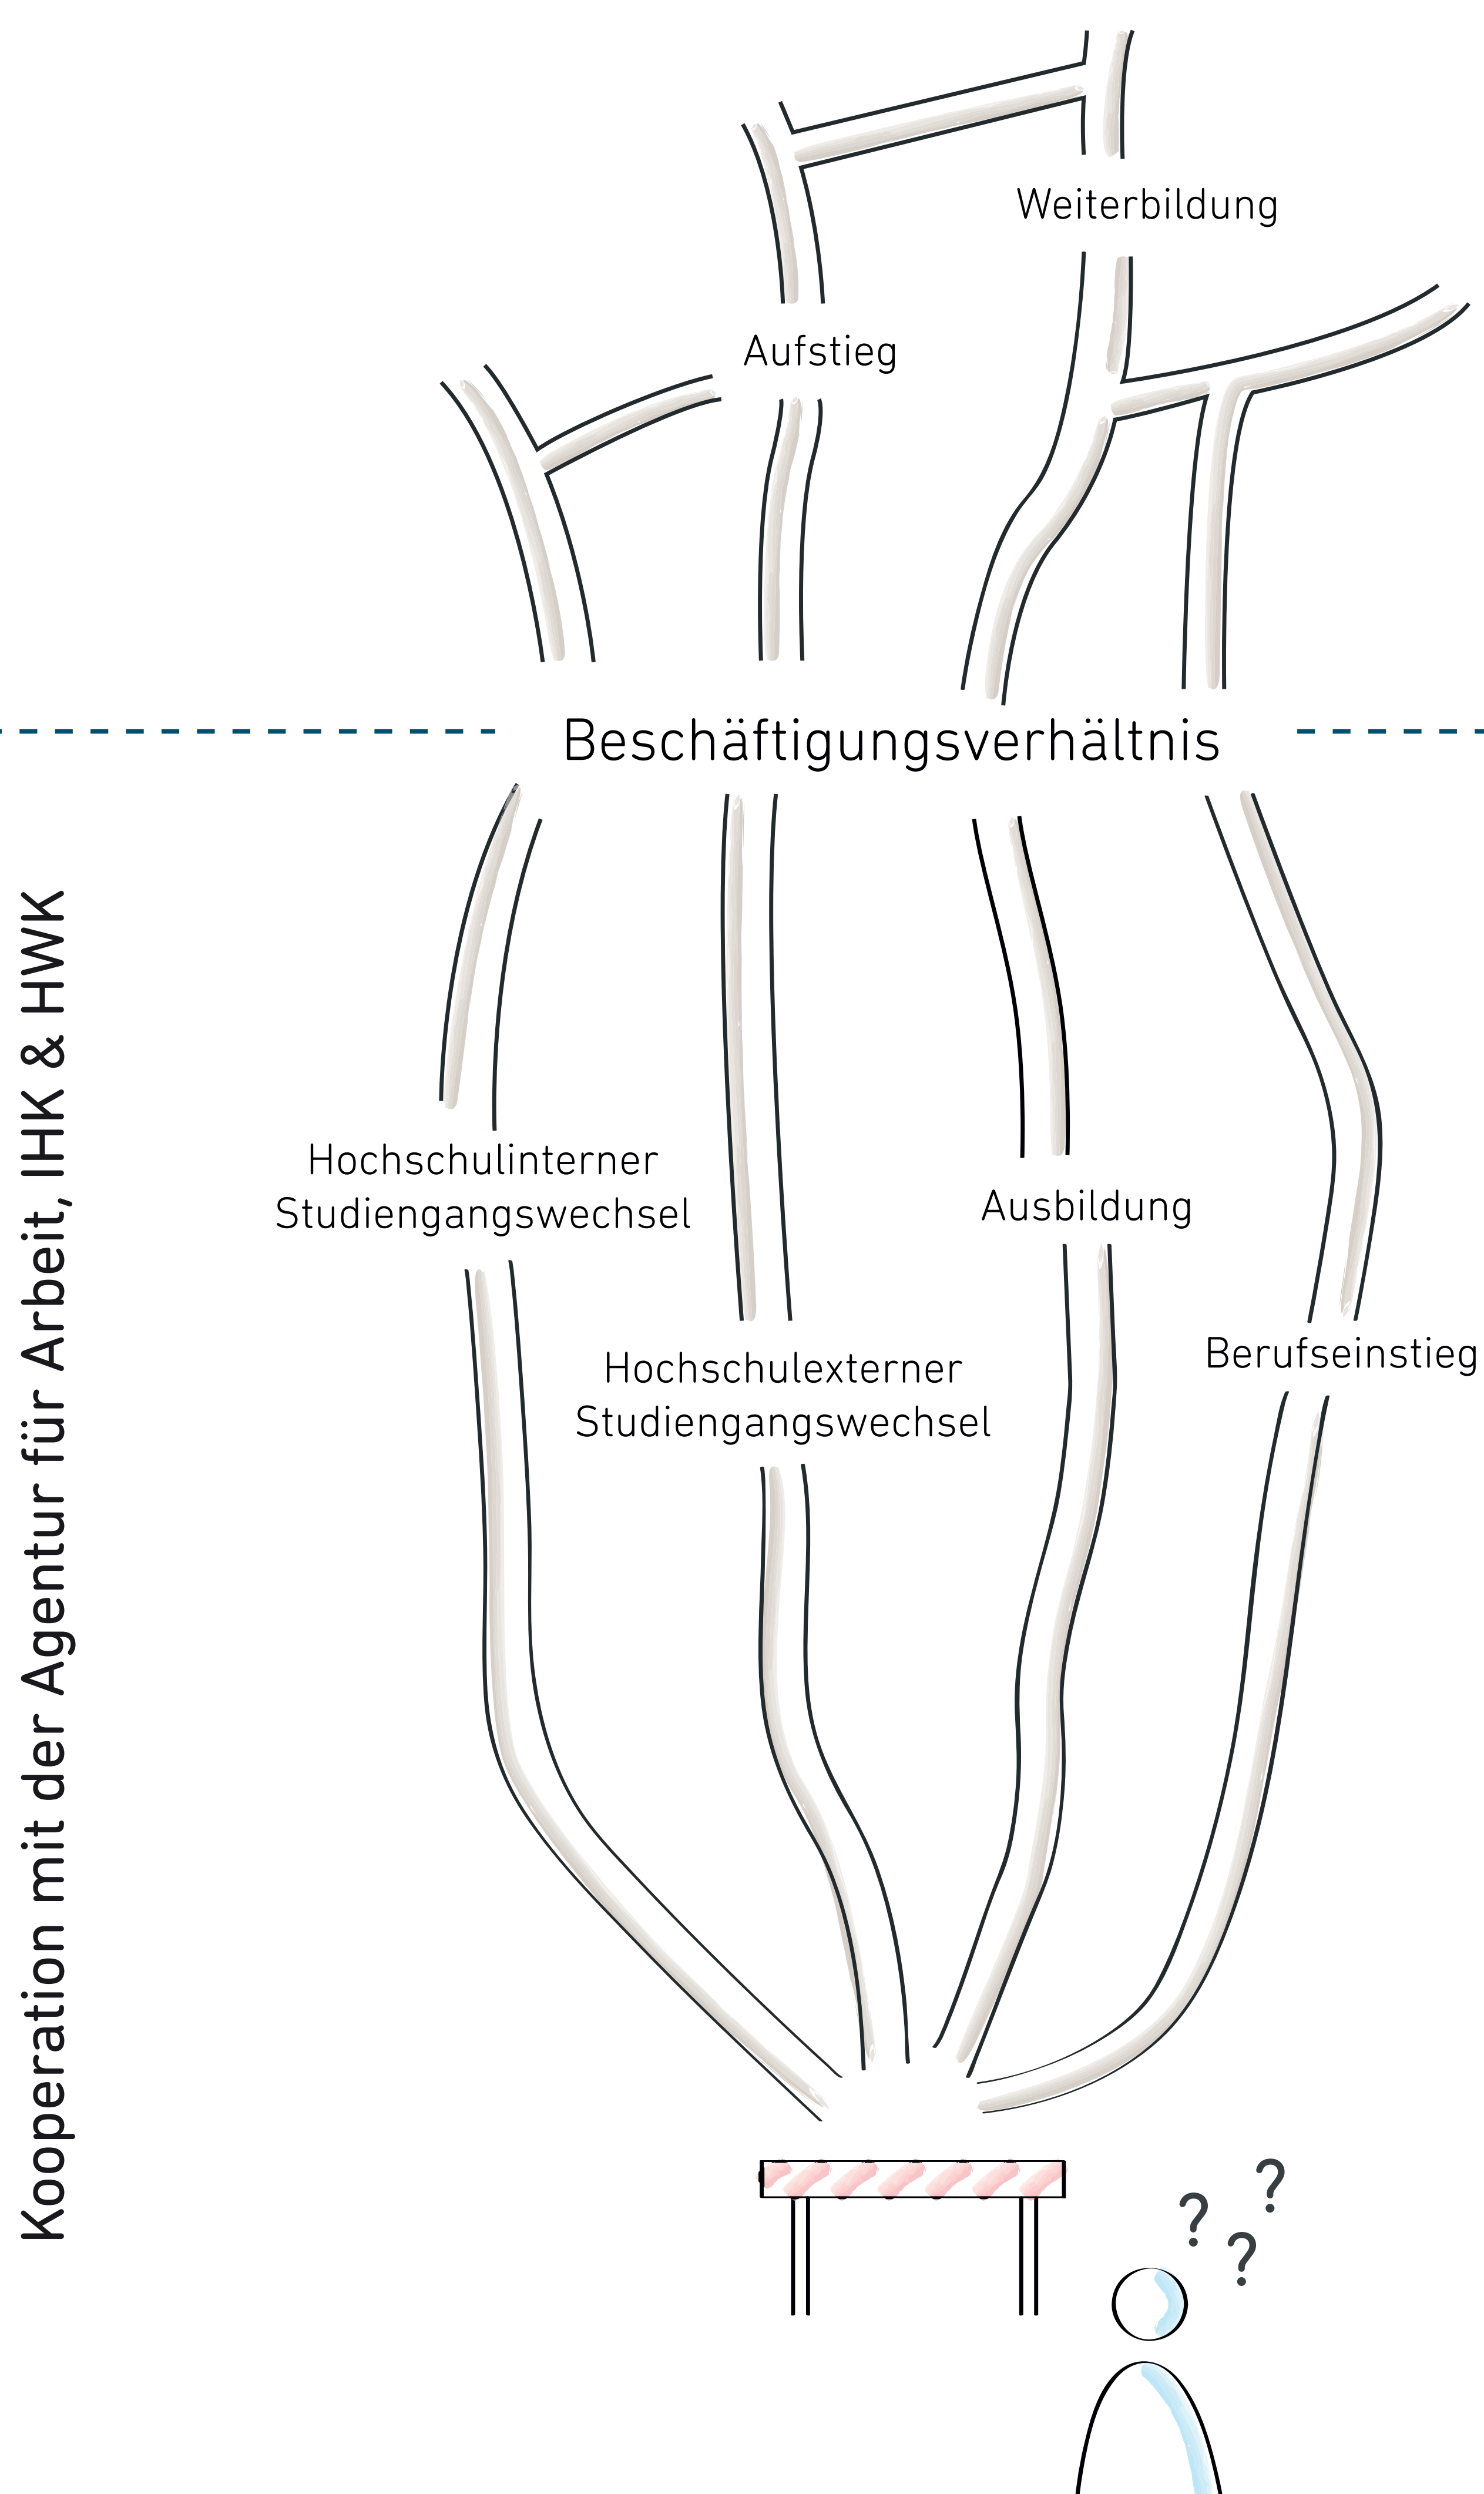 Weiterbildung
Aufstieg
Beschäftigungsverhältnis
Kooperation mit der Agentur für Arbeit, IHK & HWK
Hochschulinterner
Studiengangswechsel
Ausbildung
Hochschulexterner
Studiengangswechsel
Berufseinstieg
? ? ?